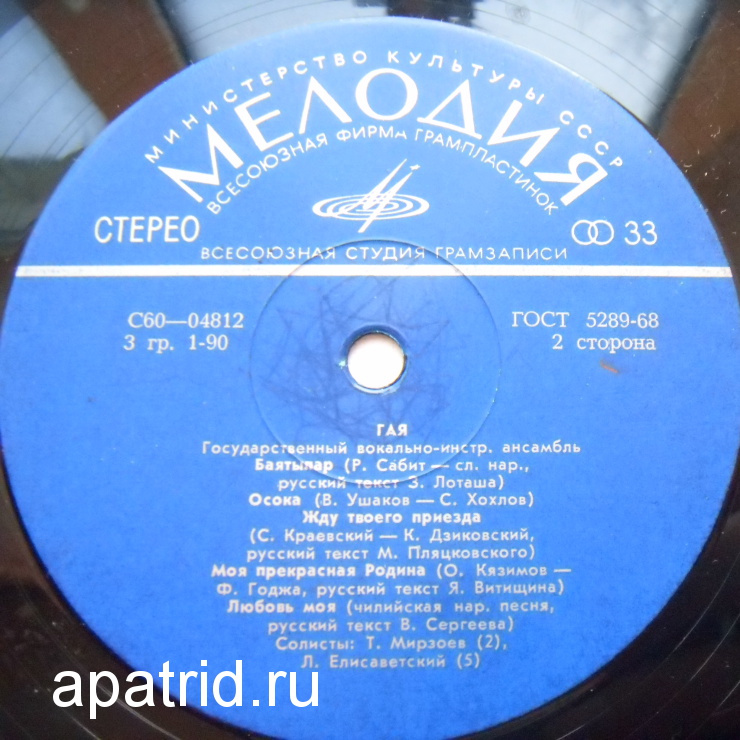 МИНИСТЕРСТВО КУЛЬТУРЫ СССР
МЕЛОДИЯ
ВСЕСОЮЗНАЯ ФИРМА ГРАМПЛАСТИНОК
СТЕРЕО
33
ВСЕСОЮЗНАЯ СТУДИЯ ГРАМЗАПИСИ
С60—04812
ГОСТ 5289-68
3 гр. 1-90
2 сторона
ГАЯ
Государственный вокально-инстр. ансамбль
Баятылар (Р. Сабит — сл. нар.,
русский текст З. Лоташа)
Осока (В. Ушаков — С. Хохлов)
Жду твоего приезда
(С. Краевский — К. Дзиковский,
русский текст М. Пляцковского)
Моя прекрасная Родина (О. Кязимов —
Ф. Годжа, русский текст Я. Витищина)
Любовь моя (чилийская нар. песня,
русский текст В. Сергеева)
Солисты: Т. Мирзоев (2),
Л. Елисаветский (5)
apatrid.ru